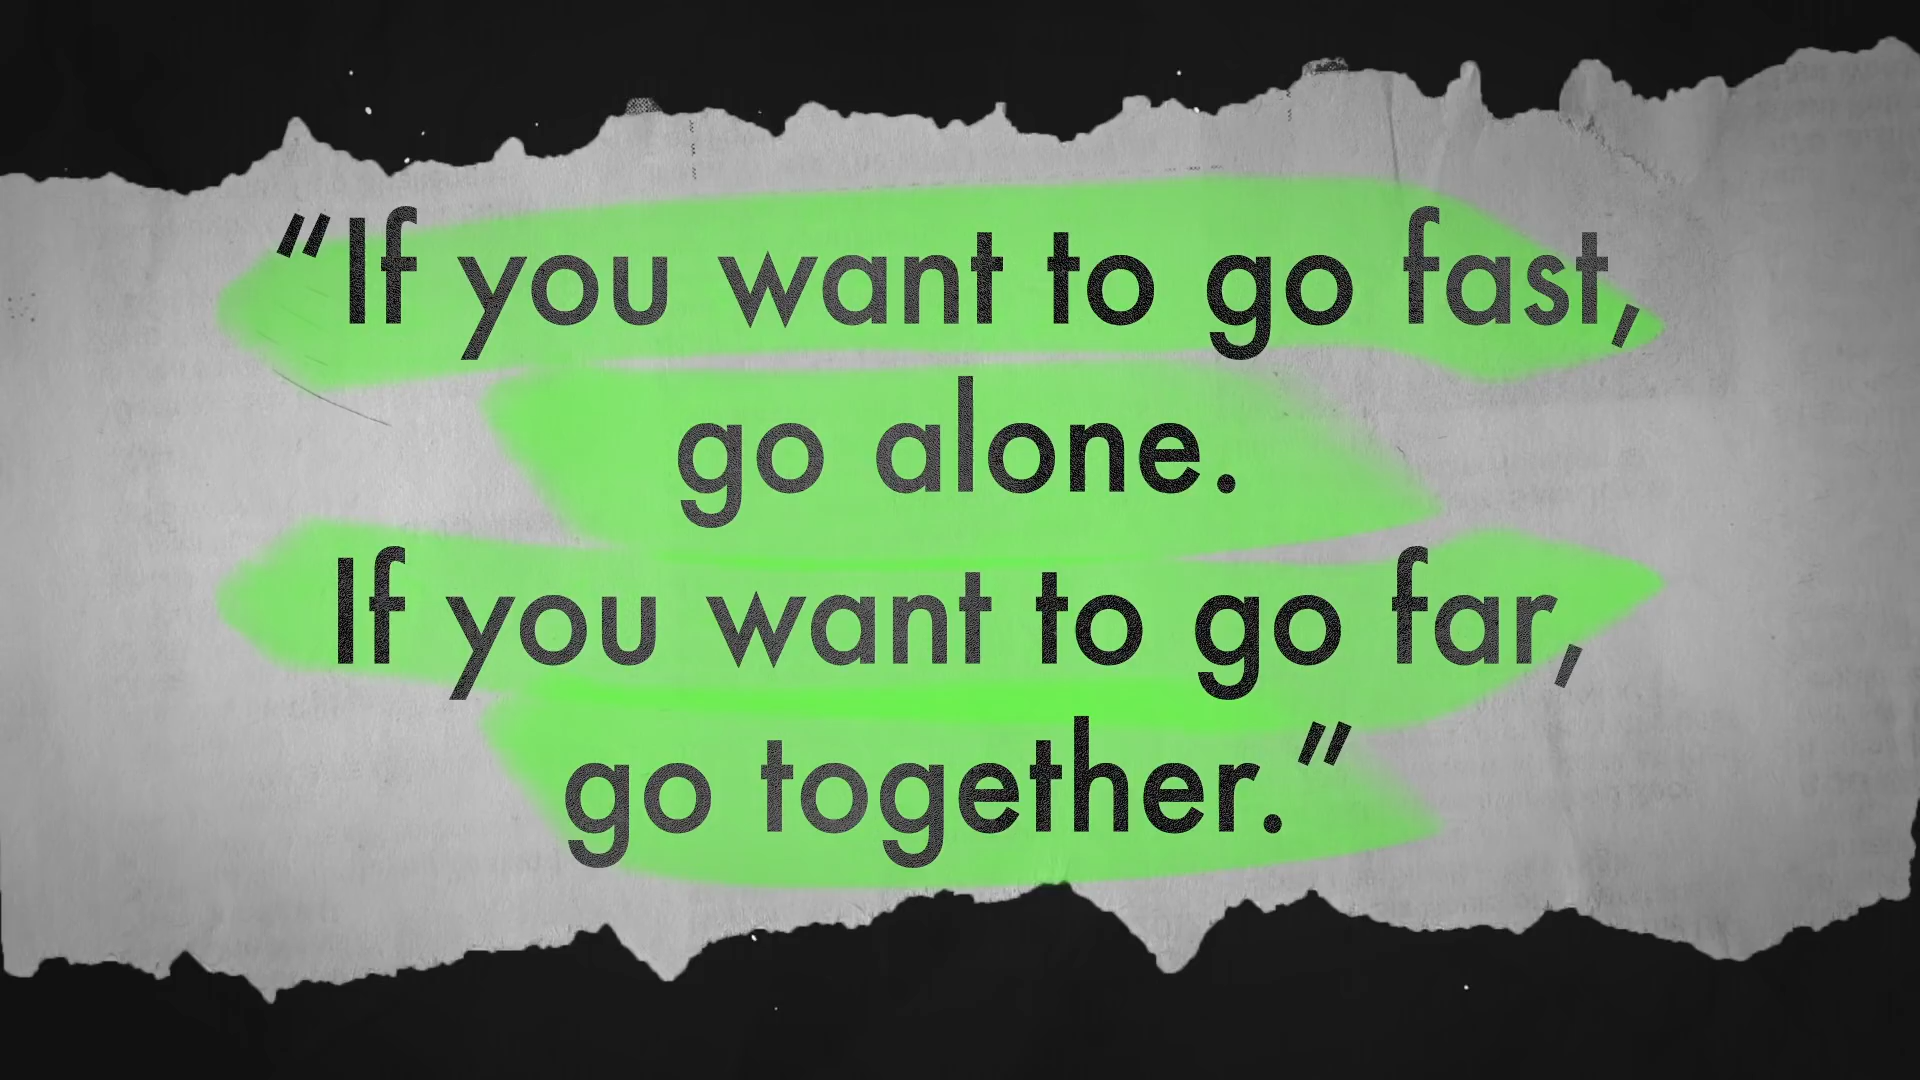 “If you want to go fast,
go alone.
If you want to go far,
go together.”